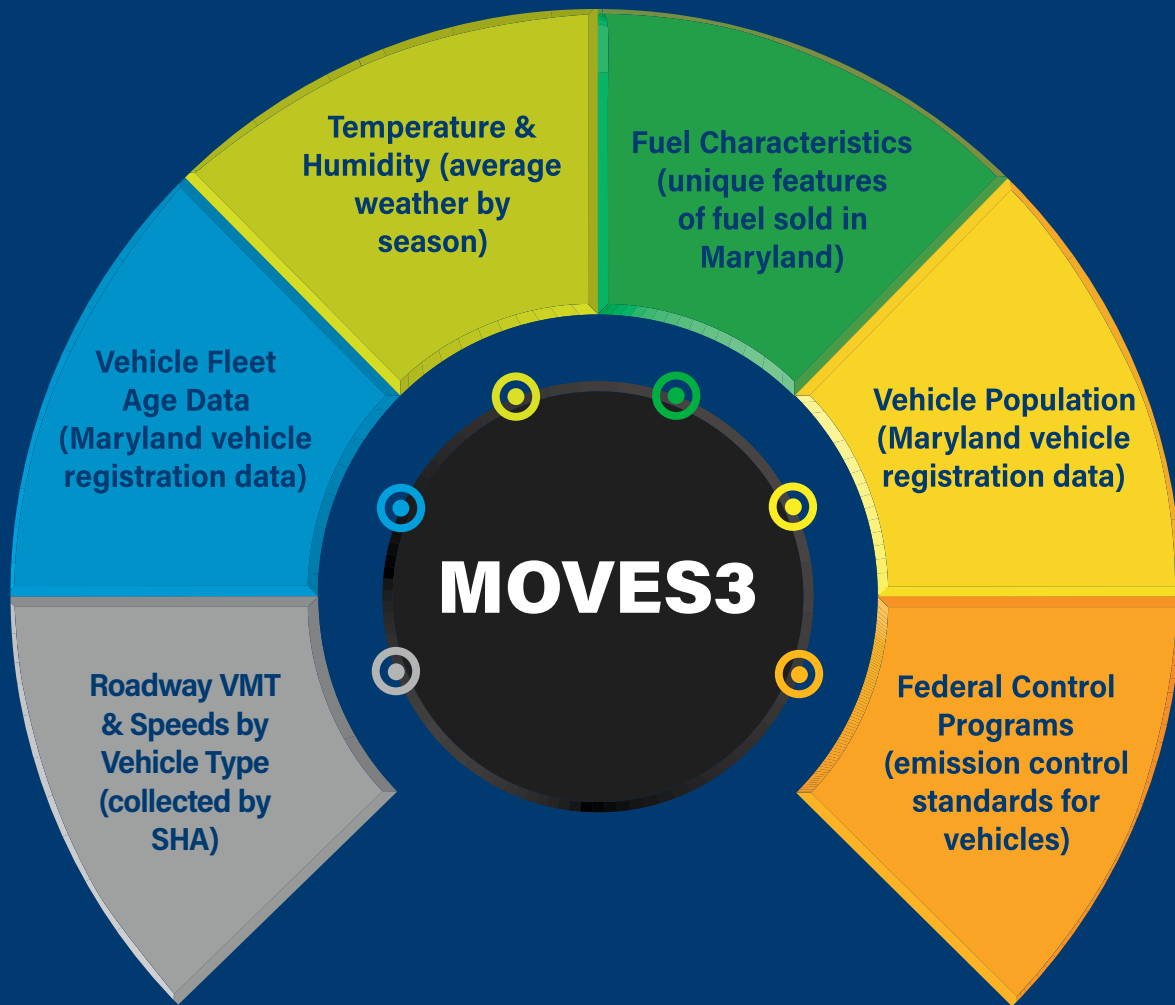 Temperature &
Humidity (average
weather by
season)
Fuel Characteristics
(unique features
of fuel sold in
Maryland)
Vehicle Fleet
Age Data
(Maryland vehicle
registration data)
Vehicle Population
(Maryland vehicle
registration data)
MOVES3
Roadway VMT
& Speeds by
Vehicle Type
(collected by
SHA)
Federal Control
Programs
(emission control
standards for
vehicles)